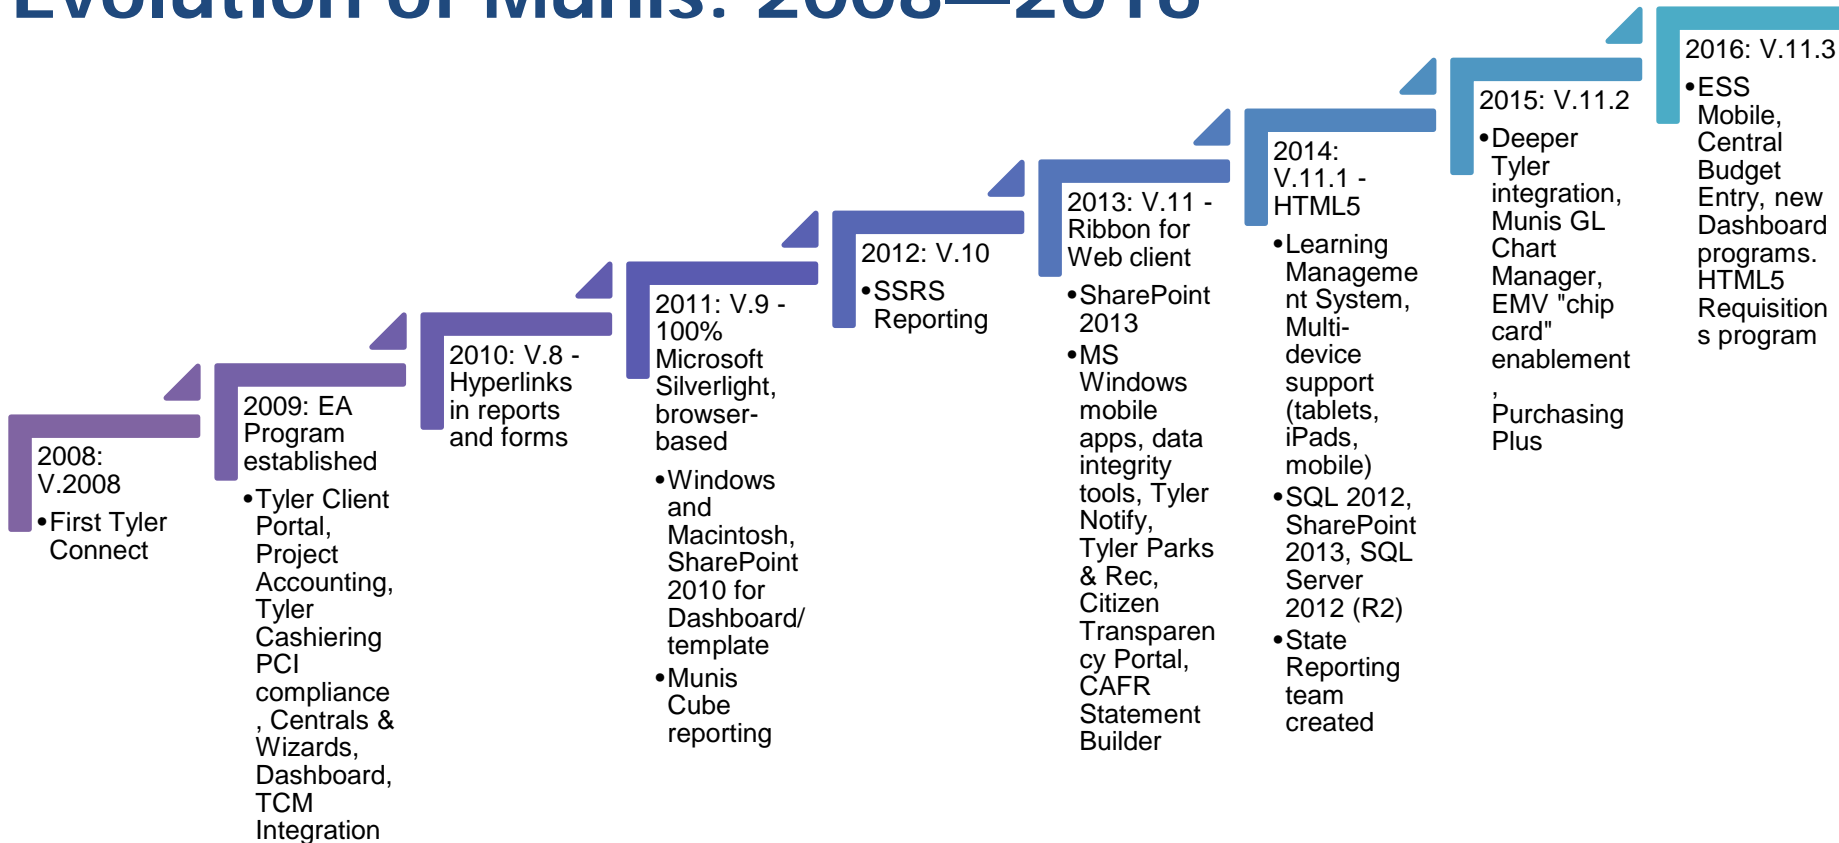 Evolution of Munis: 2008—2016
2008:
V.2008
•First Tyler
Connect
2009: EA
Program
established
•Tyler Client
Portal,
Project
Accounting,
Tyler
Cashiering
PCI
compliance
, Centrals &
Wizards,
Dashboard,
TCM
Integration
2010: V.8 -
Hyperlinks
in reports
and forms
2011: V.9 -
100%
Microsoft
Silverlight,
browser-
based
•Windows
and
Macintosh,
SharePoint
2010 for
Dashboard/
template
•Munis
Cube
reporting
2012: V.10
•SSRS
Reporting
2013: V.11 -
Ribbon for
Web client
•SharePoint
2013
•MS
Windows
mobile
apps, data
integrity
tools, Tyler
Notify,
Tyler Parks
& Rec,
Citizen
Transparen
cy Portal,
CAFR
Statement
Builder
2014:
V.11.1 -
HTML5
•Learning
Manageme
nt System,
Multi-
device
support
(tablets,
iPads,
mobile)
•SQL 2012,
SharePoint
2013, SQL
Server
2012 (R2)
•State
Reporting
team
created
2015: V.11.2
•Deeper
Tyler
integration,
Munis GL
Chart
Manager,
EMV "chip
card"
enablement
,
Purchasing
Plus
2016: V.11.3
•ESS
Mobile,
Central
Budget
Entry, new
Dashboard
programs.
HTML5
Requisition
s program